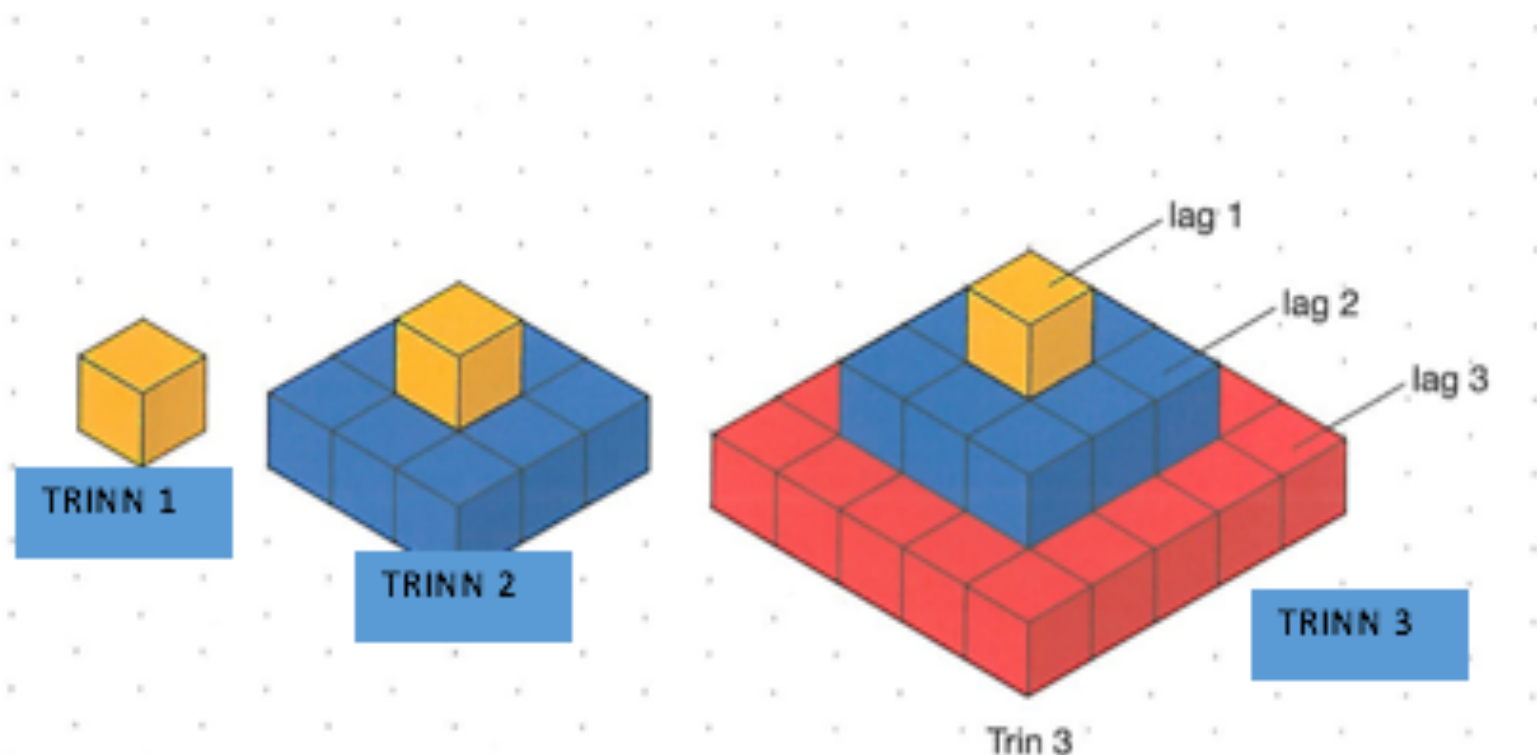 lag 1
lag 2
lag 3
TRINN 1
TRINN 2
TRINN 3
Trin 3